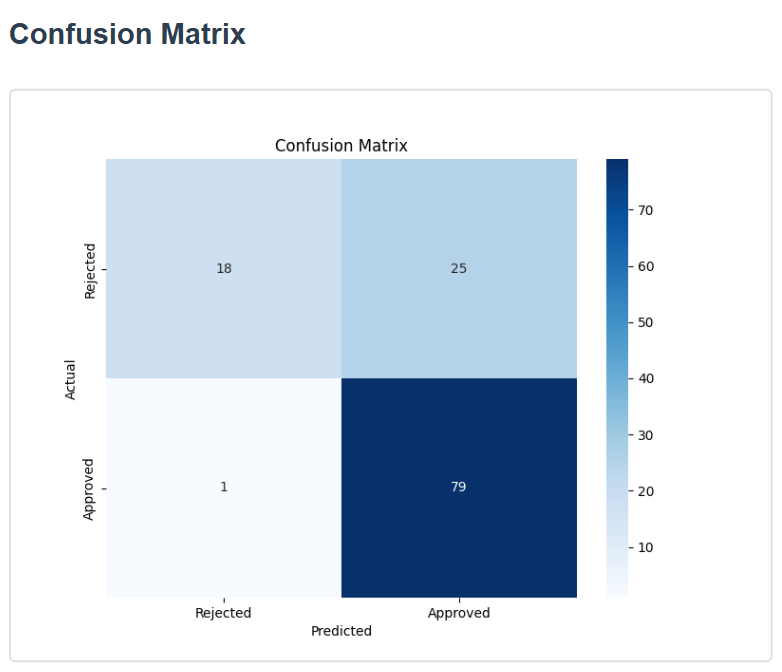 Confusion Matrix
Confusion Matrix
Rejected
18
25
Actual
Approved
1
79
Rejected
Approved
Predicted
70
60
50
40
30
20
10